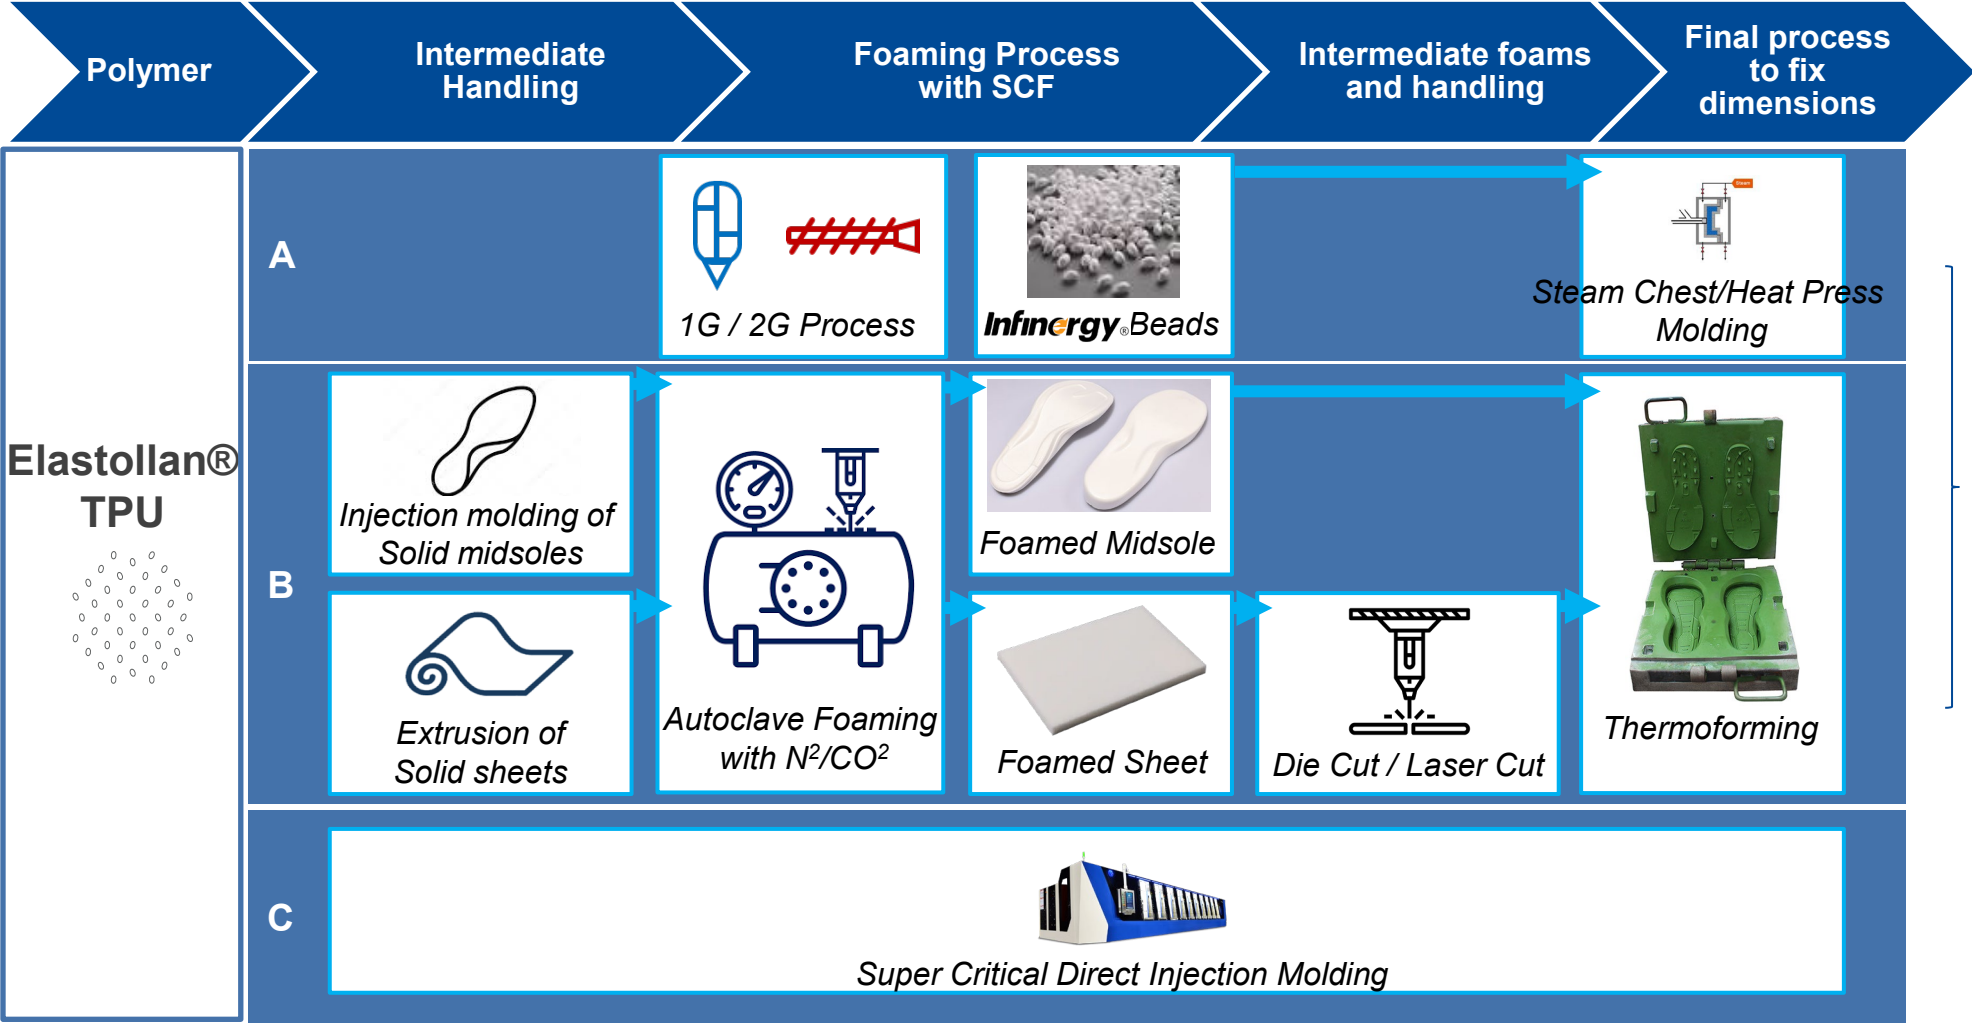 Polymer
Intermediate
Handling
Foaming Process
with SCF
Intermediate foams
and handling
Final process
to fix
dimensions
Elastollan®
TPU
A
1G / 2G Process
Infinergy® Beads
Steam
Steam Chest/Heat Press
Molding
B
Injection molding of
Solid midsoles
Extrusion of
Solid sheets
Autoclave Foaming
with N²/CO²
Foamed Midsole
Foamed Sheet
Die Cut / Laser Cut
Thermoforming
C
Super Critical Direct Injection Molding